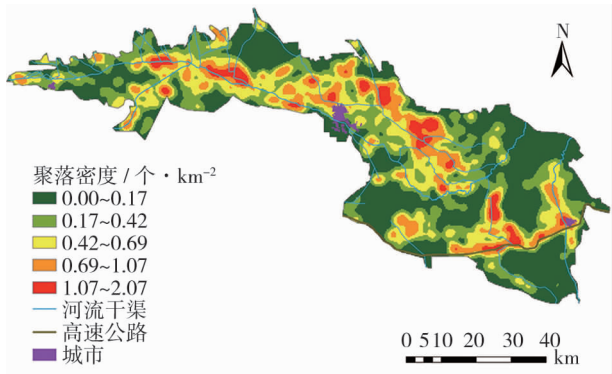 N
聚落密度 / 个·km⁻²
0.00~0.17
0.17~0.42
0.42~0.69
0.69~1.07
1.07~2.07
河流干渠
高速公路
城市
0 5 10 20 30 40
km